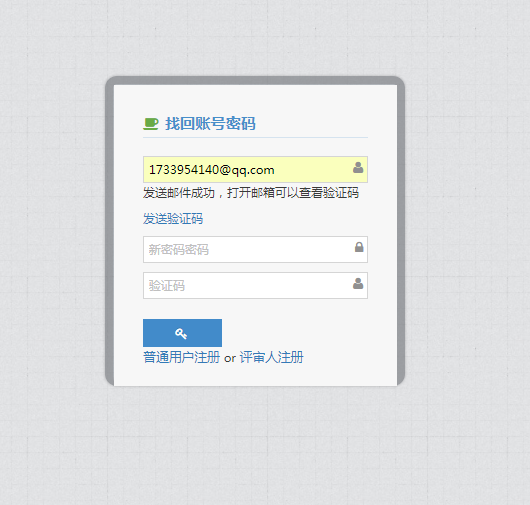 找回账号密码
1733954140@qq.com
发送邮件成功，打开邮箱可以查看验证码
发送验证码
新密码密码
验证码
普通用户注册 or 评审人注册